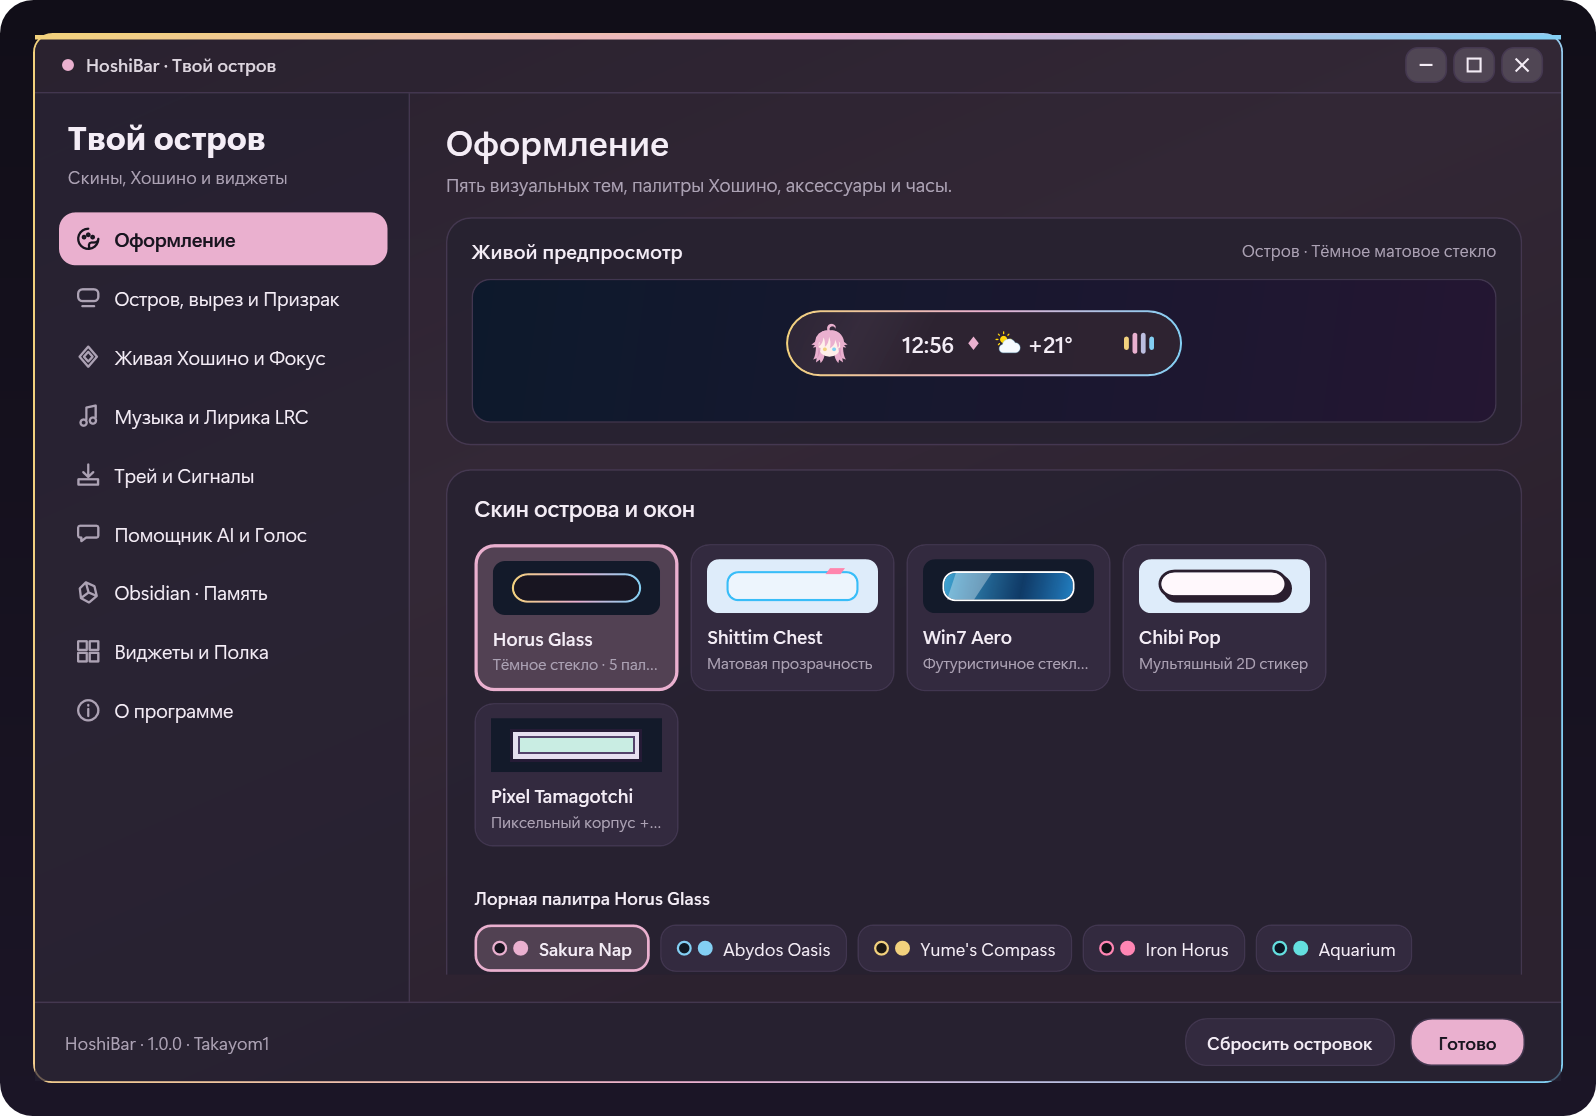 HoshiBar · Твой остров
Твой остров
Скины, Хошино и виджеты
Оформление
Остров, вырез и Призрак
Живая Хошино и Фокус
Музыка и Лирика LRC
Трей и Сигналы
Помощник AI и Голос
Obsidian · Память
Виджеты и Полка
О программе
Оформление
Пять визуальных тем, палитры Хошино, аксессуары и часы.
Живой предпросмотр
Остров · Тёмное матовое стекло
12:56 ♦ +21°
Скин острова и окон
Horus Glass
Тёмное стекло · 5 пал...
Shittim Chest
Матовая прозрачность
Win7 Aero
Футуристичное стекл...
Chibi Pop
Мультяшный 2D стикер
Pixel Tamagotchi
Пиксельный корпус +...
Лорная палитра Horus Glass
Sakura Nap
Abydos Oasis
Yume's Compass
Iron Horus
Aquarium
HoshiBar · 1.0.0 · Takayom1
Сбросить островок
Готово